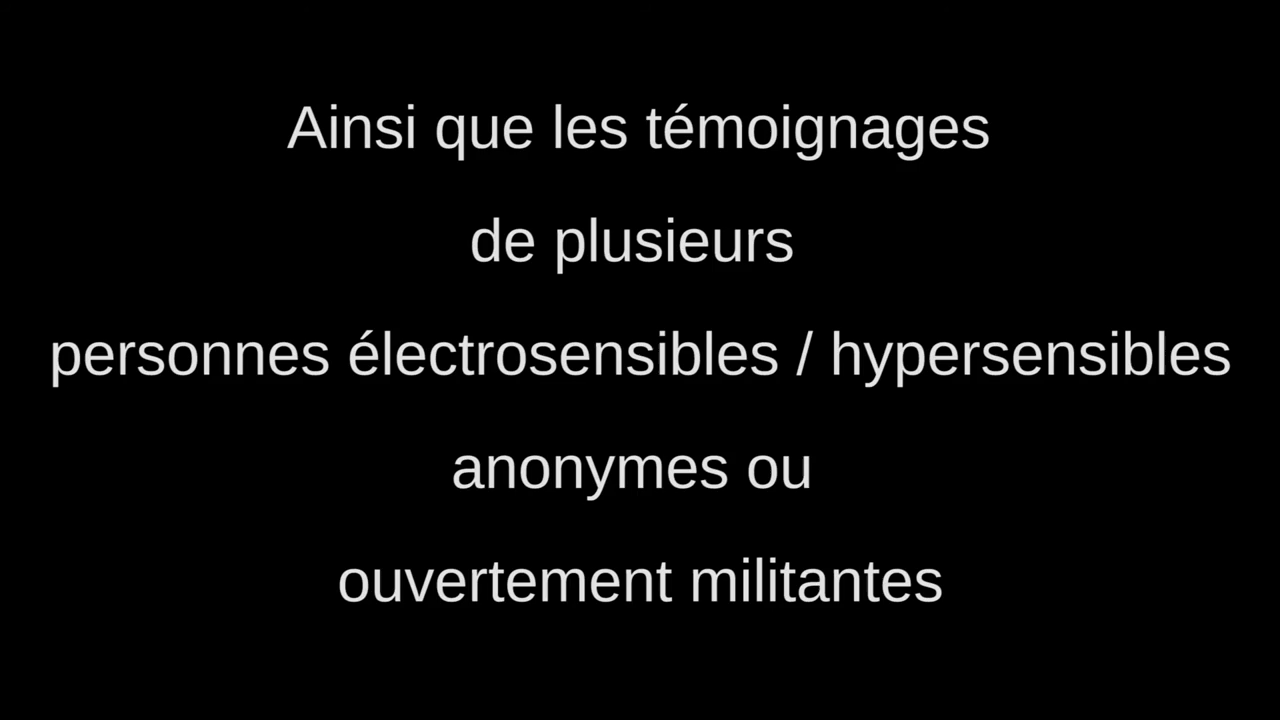 Ainsi que les témoignages
de plusieurs
personnes électrosensibles / hypersensibles
anonymes ou
ouvertement militantes